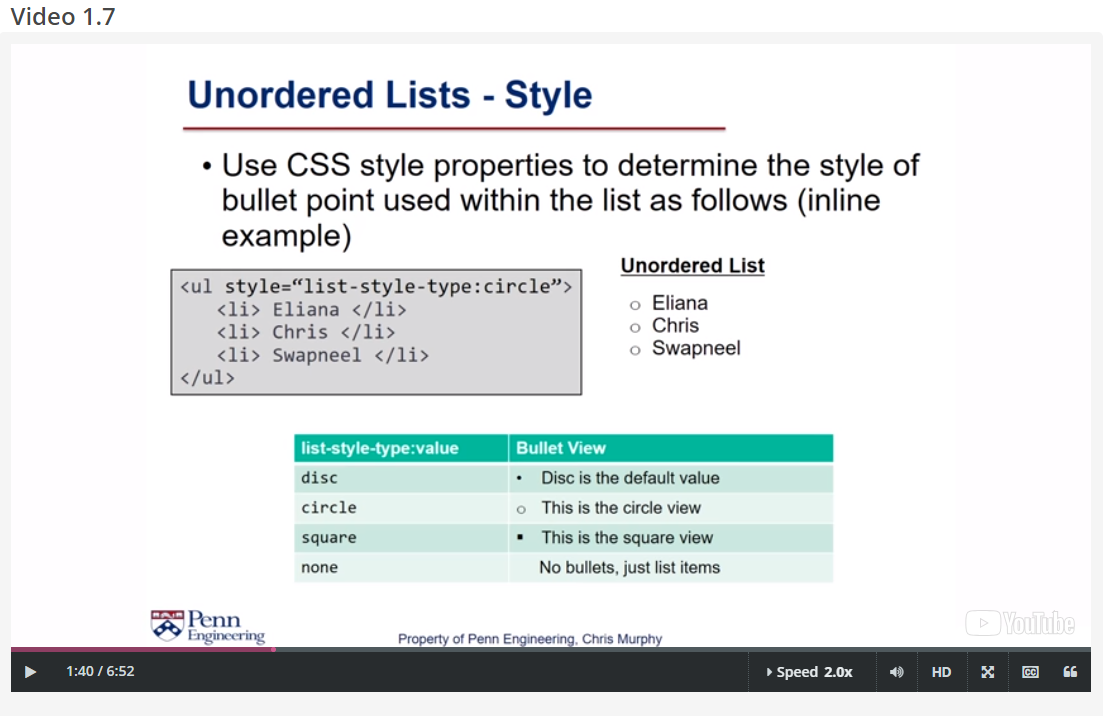 Video 1.7
Unordered Lists - Style
• Use CSS style properties to determine the style of
bullet point used within the list as follows (inline
example)
<ul style=“list-style-type:circle”>
<li> Eliana </li>
<li> Chris </li>
<li> Swapneel </li>
</ul>
Unordered List
o Eliana
o Chris
o Swapneel
list-style-type:value Bullet View
disc • Disc is the default value
circle o This is the circle view
square ▪ This is the square view
none No bullets, just list items
Penn
Engineering
Property of Penn Engineering, Chris Murphy
YouTube
1:40 / 6:52
Speed 2.0x
HD
CC